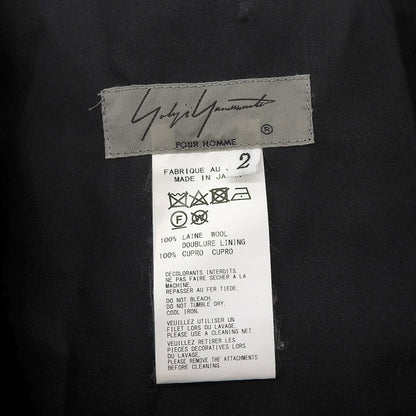 Yohji Yamamoto
POUR HOMME ®
2
FABRIQUE AU
MADE IN JAPAN
F
100% LAINE WOOL
DOUBLURE LINING
100% CUPRO CUPRO
DÉCOLORANTS INTERDITS.
NE PAS FAIRE SÉCHER A LA
MACHINE.
REPASSER AU FER TIEDE.
DO NOT BLEACH.
DO NOT TUMBLE DRY.
COOL IRON.
VEUILLEZ UTILISER UN
FILET LORS DU LAVAGE.
PLEASE USE A CLEANING NET.
VEUILLEZ RETIRER LES
PIECES DECORATIVES LORS
DU LAVAGE.
PLEASE REMOVE THE ATTACHMENTS
BEFORE CLEANING.